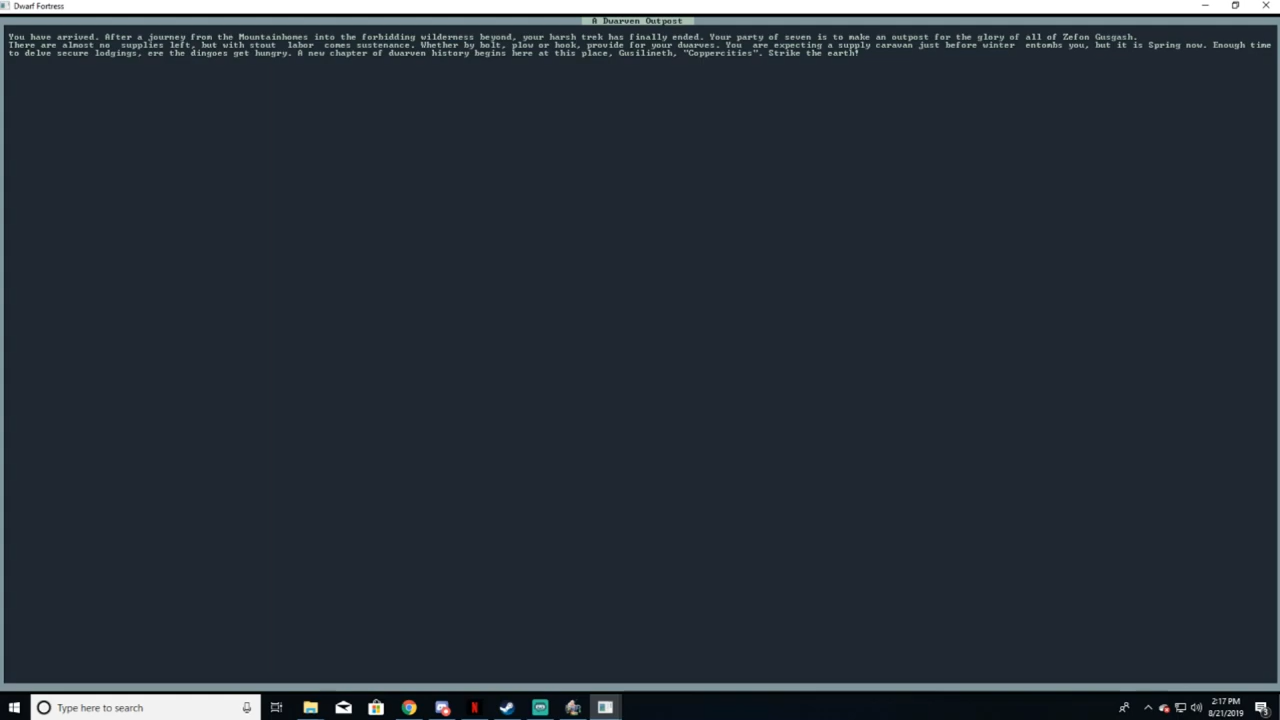 Dwarf Fortress
A Dwarven Outpost
You have arrived. After a journey from the Mountainhomes into the forbidding wilderness beyond, your harsh trek has finally ended. Your party of seven is to make an outpost for the glory of all of Zefon Gusgash.
There are almost no supplies left, but with stout labor comes sustenance. Whether by bolt, plow or hook, provide for your dwarves. You are expecting a supply caravan just before winter entombs you, but it is Spring now. Enough time
to delve secure lodgings, ere the dingoes get hungry. A new chapter of dwarven history begins here at this place, Gusilineth, "Coppercities". Strike the earth!
Type here to search
2:17 PM
8/21/2019
3